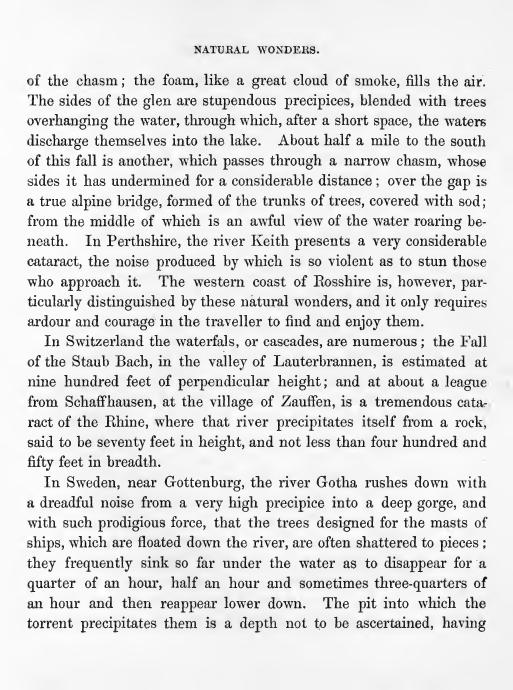 NATURAL WONDERS.
of the chasm; the foam, like a great cloud of smoke, fills the air.
The sides of the glen are stupendous precipices, blended with trees
overhanging the water, through which, after a short space, the waters
discharge themselves into the lake. About half a mile to the south
of this fall is another, which passes through a narrow chasm, whose
sides it has undermined for a considerable distance; over the gap is
a true alpine bridge, formed of the trunks of trees, covered with sod;
from the middle of which is an awful view of the water roaring be-
neath. In Perthshire, the river Keith presents a very considerable
cataract, the noise produced by which is so violent as to stun those
who approach it. The western coast of Rosshire is, however, par-
ticularly distinguished by these natural wonders, and it only requires
ardour and courage in the traveller to find and enjoy them.
In Switzerland the waterfals, or cascades, are numerous; the Fall
of the Staub Bach, in the valley of Lauterbrannen, is estimated at
nine hundred feet of perpendicular height; and at about a league
from Schaffhausen, at the village of Zauffen, is a tremendous cata-
ract of the Rhine, where that river precipitates itself from a rock,
said to be seventy feet in height, and not less than four hundred and
fifty feet in breadth.
In Sweden, near Gottenburg, the river Gotha rushes down with
a dreadful noise from a very high precipice into a deep gorge, and
with such prodigious force, that the trees designed for the masts of
ships, which are floated down the river, are often shattered to pieces;
they frequently sink so far under the water as to disappear for a
quarter of an hour, half an hour and sometimes three-quarters of
an hour and then reappear lower down. The pit into which the
torrent precipitates them is a depth not to be ascertained, having